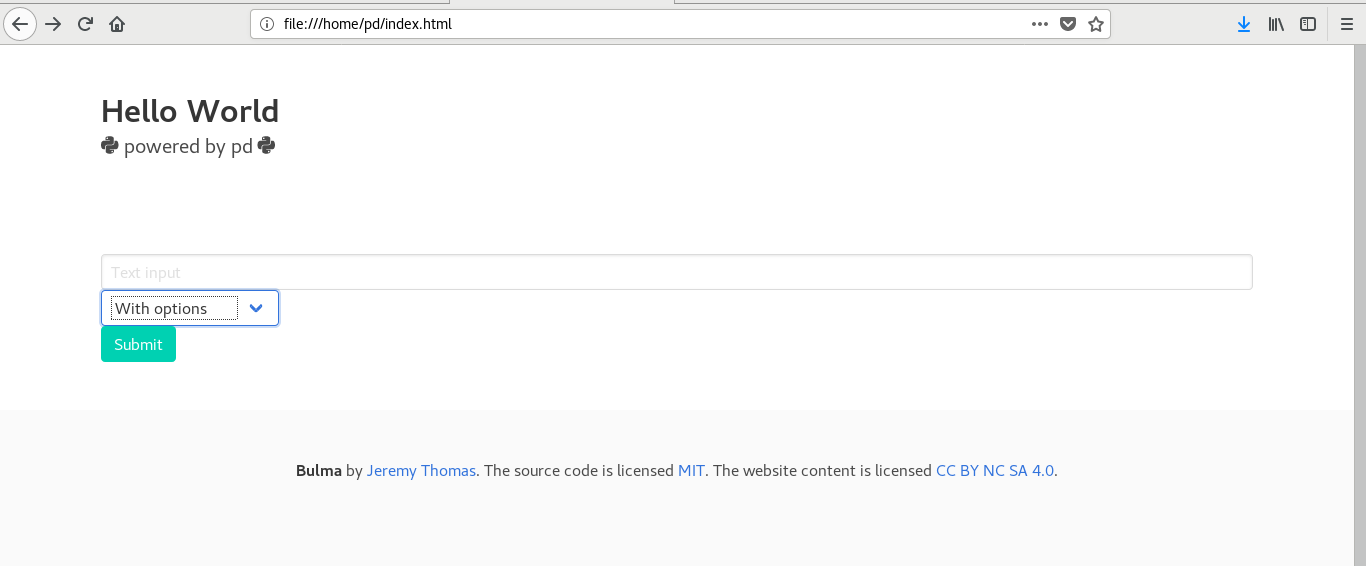 file:///home/pd/index.html
Hello World
powered by pd
Text input
With options
Submit
Bulma by Jeremy Thomas. The source code is licensed MIT. The website content is licensed CC BY NC SA 4.0.